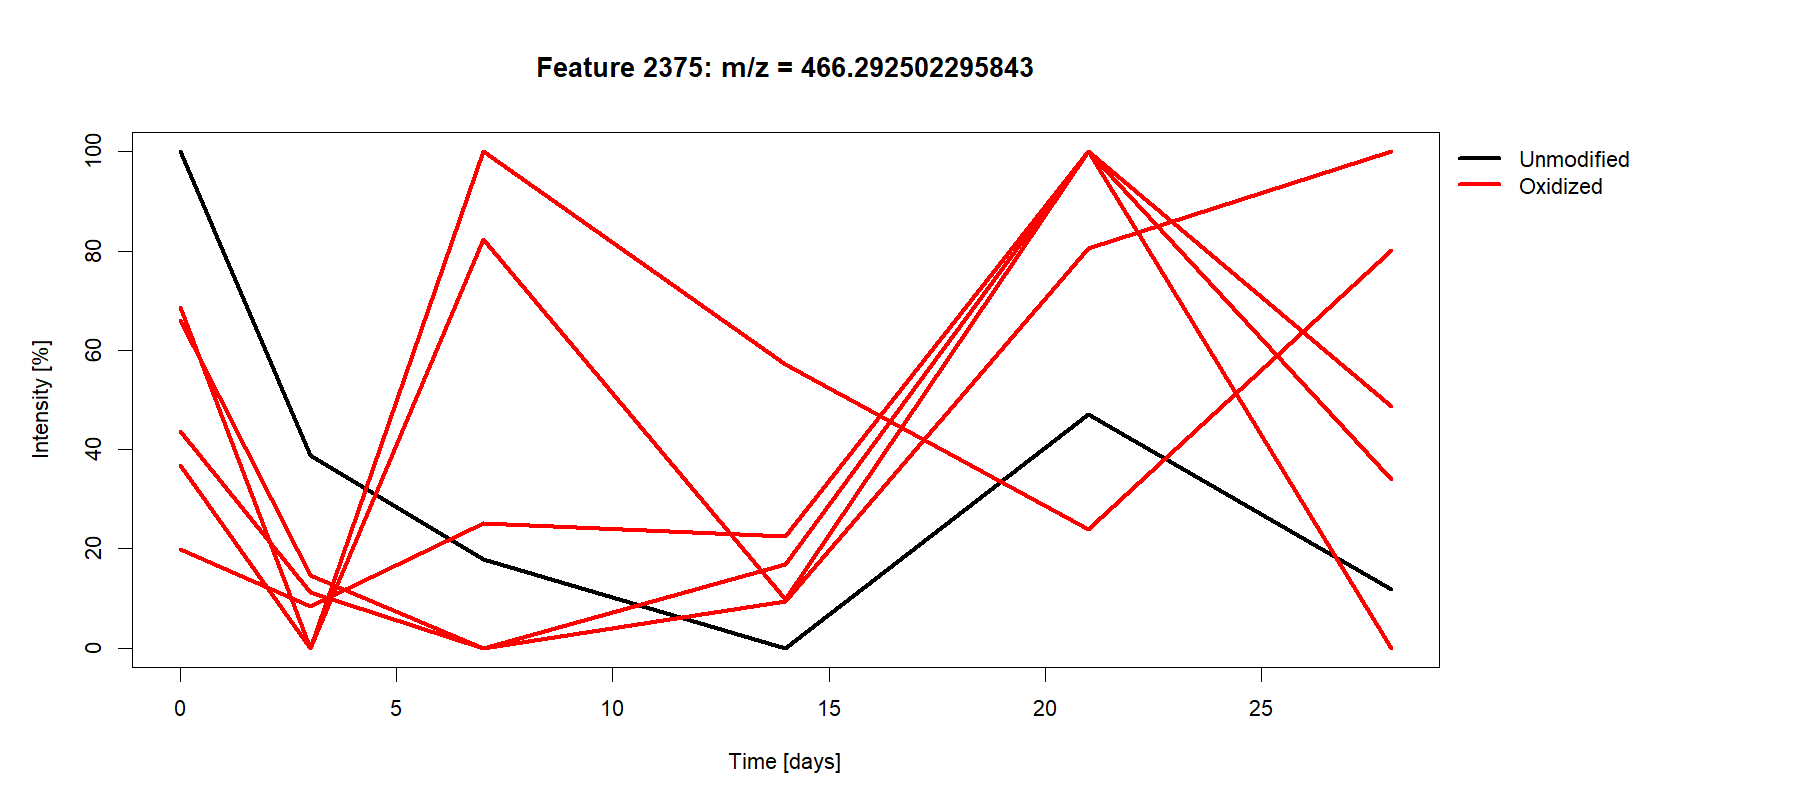 Feature 2375: m/z = 466.292502295843
Unmodified
Oxidized
Intensity [%]
100
80
60
40
20
0
0 5 10 15 20 25
Time [days]